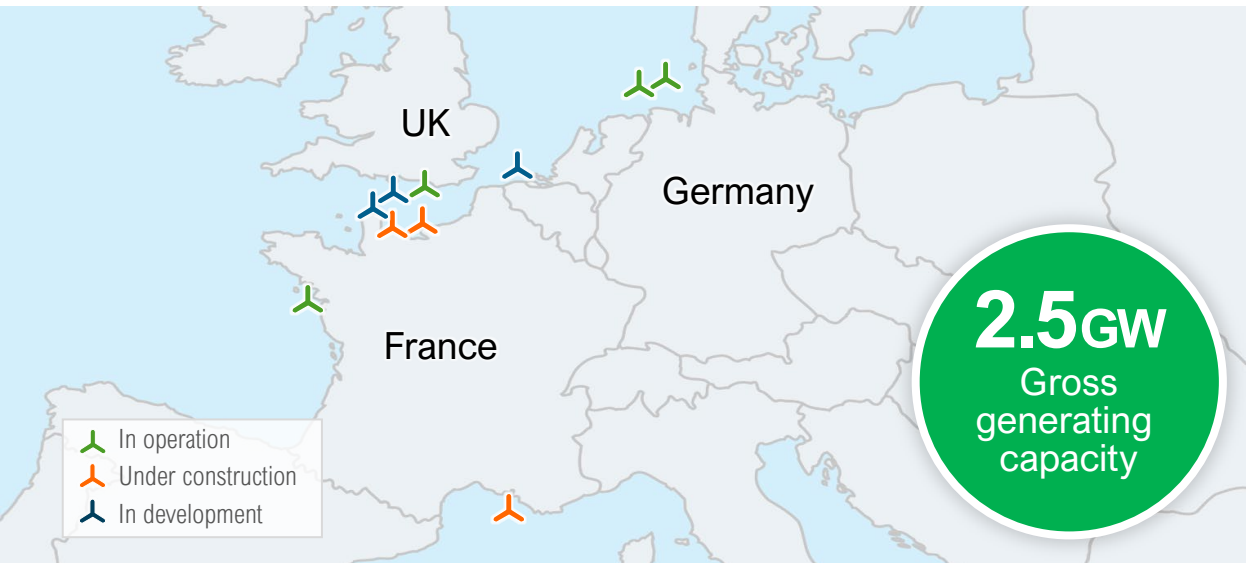 UK
Germany
France
2.5GW
Gross
generating
capacity
In operation
Under construction
In development